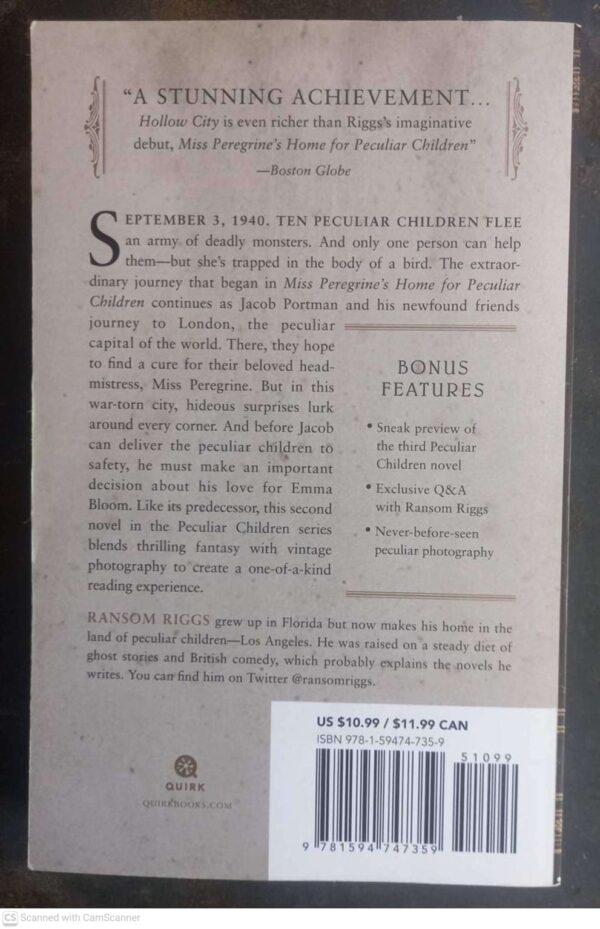 “A STUNNING ACHIEVEMENT...
Hollow City is even richer than Riggs's imaginative
debut, Miss Peregrine's Home for Peculiar Children”
—Boston Globe
SEPTEMBER 3, 1940. TEN PECULIAR CHILDREN FLEE
an army of deadly monsters. And only one person can help
them—but she's trapped in the body of a bird. The extraor-
dinary journey that began in Miss Peregrine's Home for Peculiar
Children continues as Jacob Portman and his newfound friends
journey to London, the peculiar
capital of the world. There, they hope
to find a cure for their beloved head-
mistress, Miss Peregrine. But in this
war-torn city, hideous surprises lurk
around every corner. And before Jacob
can deliver the peculiar children to
safety, he must make an important
decision about his love for Emma
Bloom. Like its predecessor, this second
novel in the Peculiar Children series
blends thrilling fantasy with vintage
photography to create a one-of-a-kind
reading experience.
BONUS
FEATURES
• Sneak preview of
the third Peculiar
Children novel
• Exclusive Q&A
with Ransom Riggs
• Never-before-seen
peculiar photography
RANSOM RIGGS grew up in Florida but now makes his home in the
land of peculiar children—Los Angeles. He was raised on a steady diet of
ghost stories and British comedy, which probably explains the novels he
writes. You can find him on Twitter @ransomriggs.
QUIRK
QUIRKBOOKS.COM
US $10.99 / $11.99 CAN
ISBN 978-1-59474-735-9
51099
9 781594 747359
CS Scanned with CamScanner